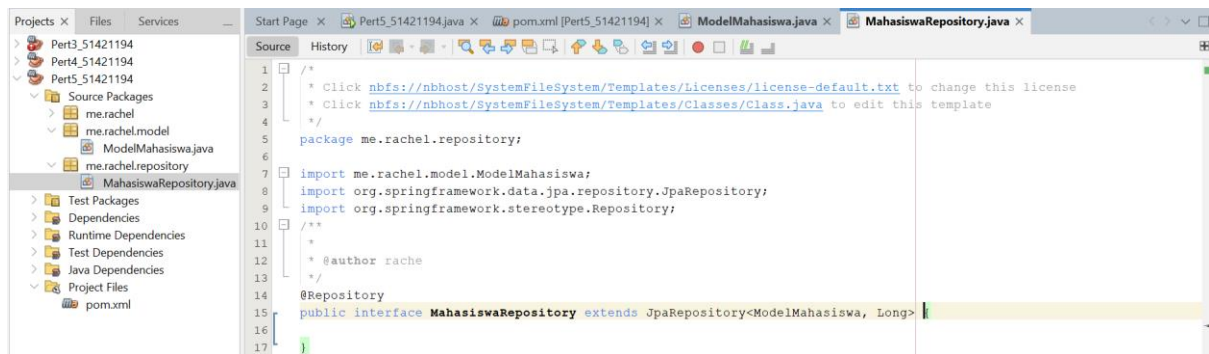 Projects × Files Services
Start Page × Pert5_51421194.java × pom.xml [Pert5_51421194] × ModelMahasiswa.java × MahasiswaRepository.java ×
Pert3_51421194
Pert4_51421194
Pert5_51421194
Source Packages
me.rachel
me.rachel.model
ModelMahasiswa.java
me.rachel.repository
MahasiswaRepository.java
Test Packages
Dependencies
Runtime Dependencies
Test Dependencies
Java Dependencies
Project Files
pom.xml
Source History
1 /*
2 * Click nbfs://nbhost/SystemFileSystem/Templates/Licenses/license-default.txt to change this license
3 * Click nbfs://nbhost/SystemFileSystem/Templates/Classes/Class.java to edit this template
4 */
5 package me.rachel.repository;
6
7 import me.rachel.model.ModelMahasiswa;
8 import org.springframework.data.jpa.repository.JpaRepository;
9 import org.springframework.stereotype.Repository;
10 /**
11 *
12 * @author rache
13 */
14 @Repository
15 public interface MahasiswaRepository extends JpaRepository<ModelMahasiswa, Long> {
16
17 }